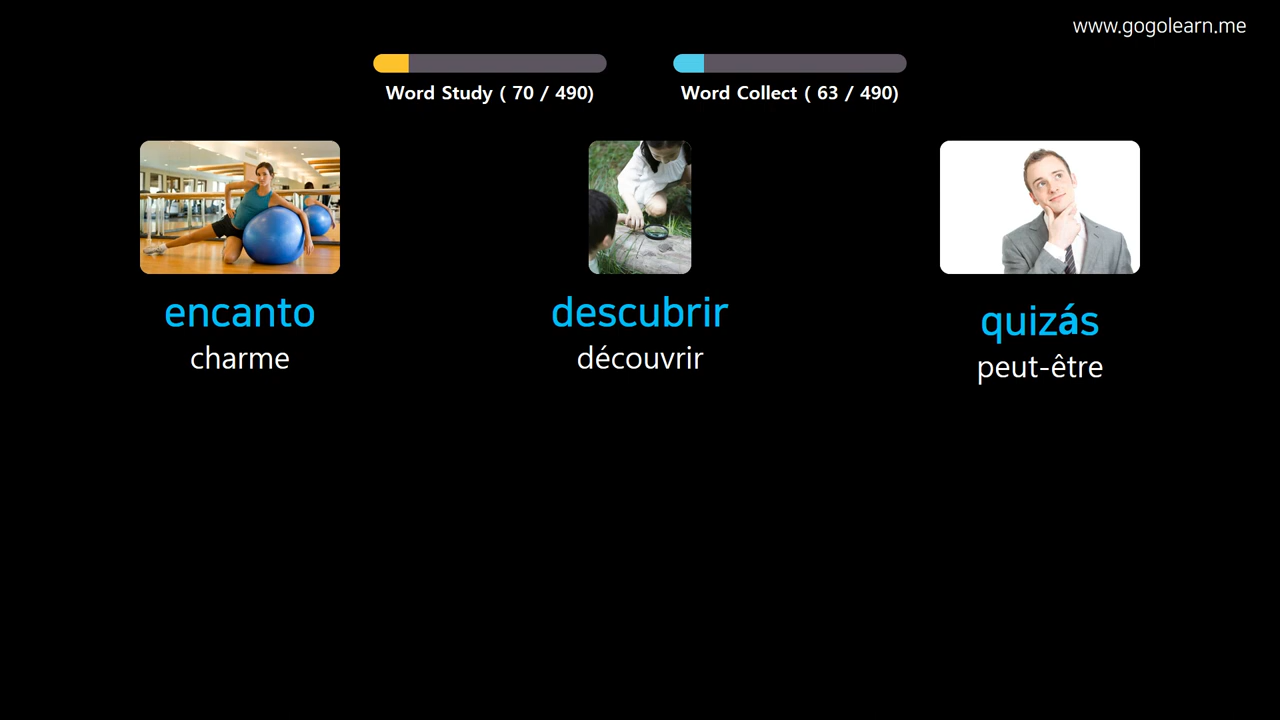 www.gogolearn.me
Word Study ( 70 / 490)
Word Collect ( 63 / 490)
encanto
charme
descubrir
découvrir
quizás
peut-être